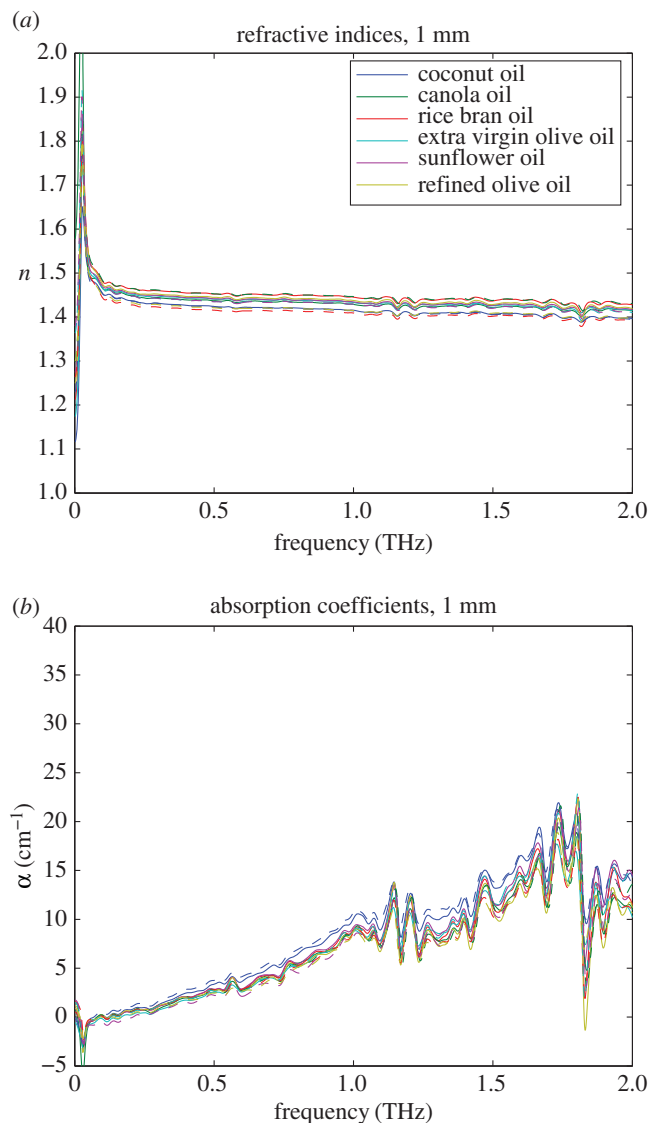 (a)
refractive indices, 1 mm
2.0
1.9
1.8
1.7
1.6
1.5
1.4
1.3
1.2
1.1
1.0
n
coconut oil
canola oil
rice bran oil
extra virgin olive oil
sunflower oil
refined olive oil
0 0.5 1.0 1.5 2.0
frequency (THz)
(b)
absorption coefficients, 1 mm
40
35
30
25
20
15
10
5
0
−5
α (cm⁻¹)
0 0.5 1.0 1.5 2.0
frequency (THz)